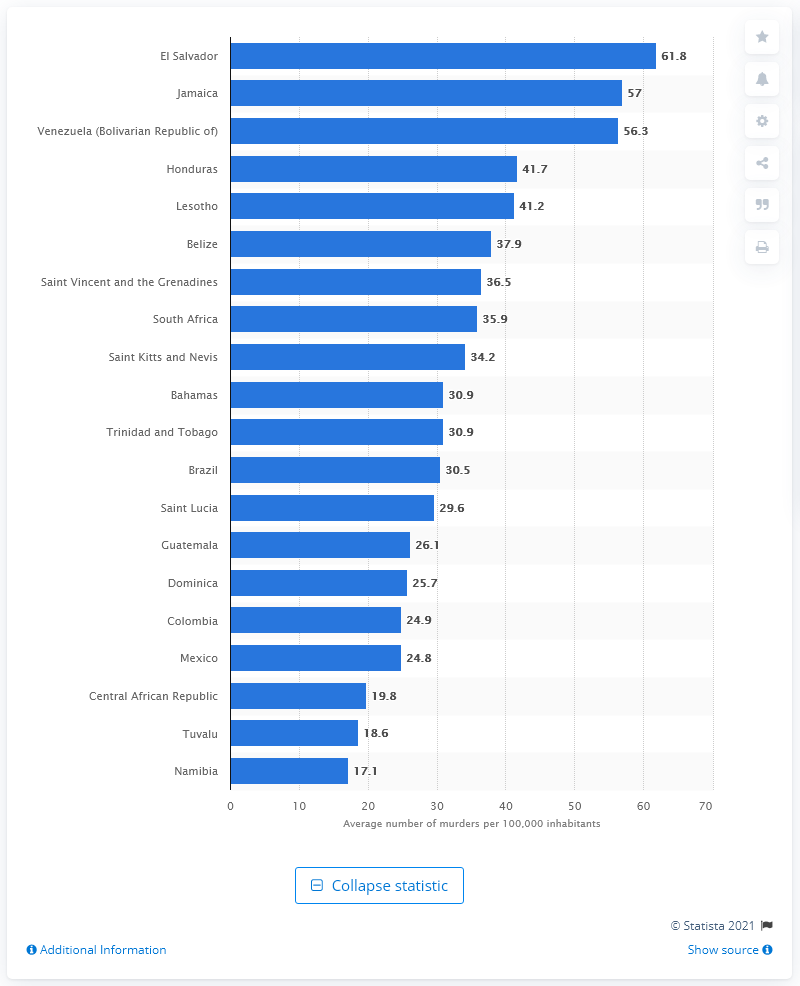 El Salvador 61.8
Jamaica 57
Venezuela (Bolivarian Republic of) 56.3
Honduras 41.7
Lesotho 41.2
Belize 37.9
Saint Vincent and the Grenadines 36.5
South Africa 35.9
Saint Kitts and Nevis 34.2
Bahamas 30.9
Trinidad and Tobago 30.9
Brazil 30.5
Saint Lucia 29.6
Guatemala 26.1
Dominica 25.7
Colombia 24.9
Mexico 24.8
Central African Republic 19.8
Tuvalu 18.6
Namibia 17.1
0 10 20 30 40 50 60 70
Average number of murders per 100,000 inhabitants
Collapse statistic
© Statista 2021
Additional Information Show source